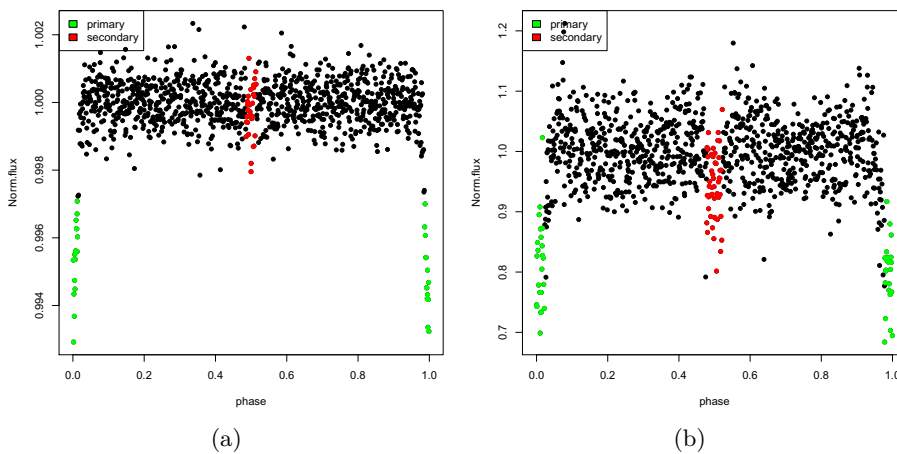 primary
secondary
Norm.flux
1.002
1.000
0.998
0.996
0.994
0.0 0.2 0.4 0.6 0.8 1.0
phase
(a)
primary
secondary
Norm.flux
1.2
1.1
1.0
0.9
0.8
0.7
0.0 0.2 0.4 0.6 0.8 1.0
phase
(b)